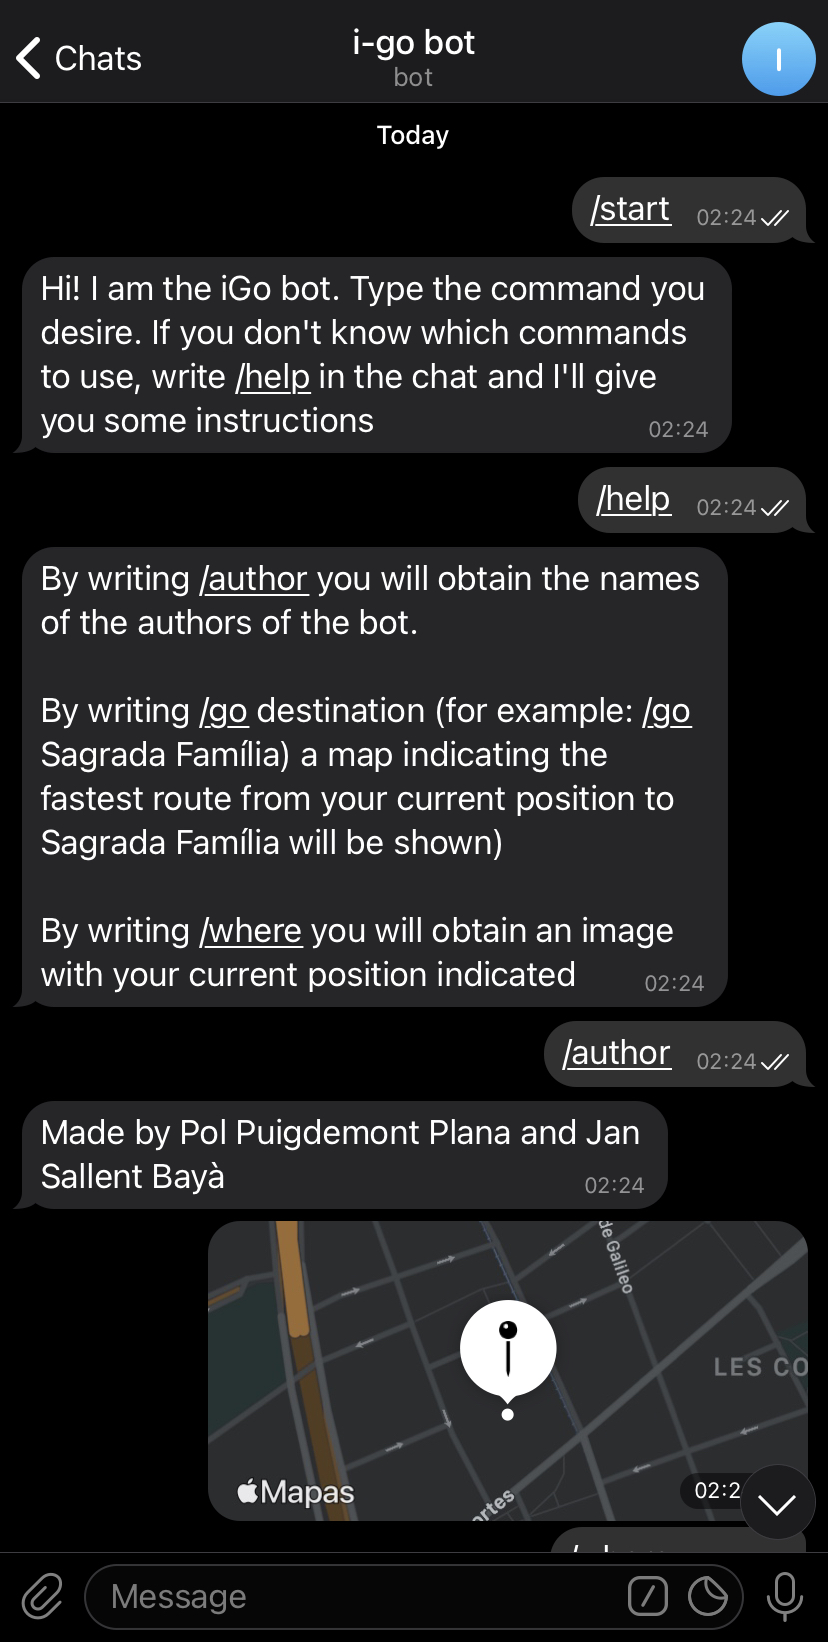 Chats
i-go bot
bot
I
Today
/start 02:24
Hi! I am the iGo bot. Type the command you
desire. If you don't know which commands
to use, write /help in the chat and I'll give
you some instructions 02:24
/help 02:24
By writing /author you will obtain the names
of the authors of the bot.
By writing /go destination (for example: /go
Sagrada Família) a map indicating the
fastest route from your current position to
Sagrada Família will be shown)
By writing /where you will obtain an image
with your current position indicated 02:24
/author 02:24
Made by Pol Puigdemont Plana and Jan
Sallent Bayà 02:24
de Galileo
LES CO
Mapas
ortes
02:2
Message